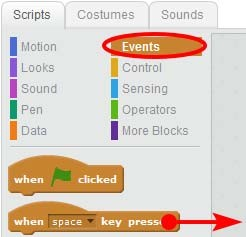 Scripts Costumes Sounds
Motion Events
Looks Control
Sound Sensing
Pen Operators
Data More Blocks
when clicked
when space key pressed